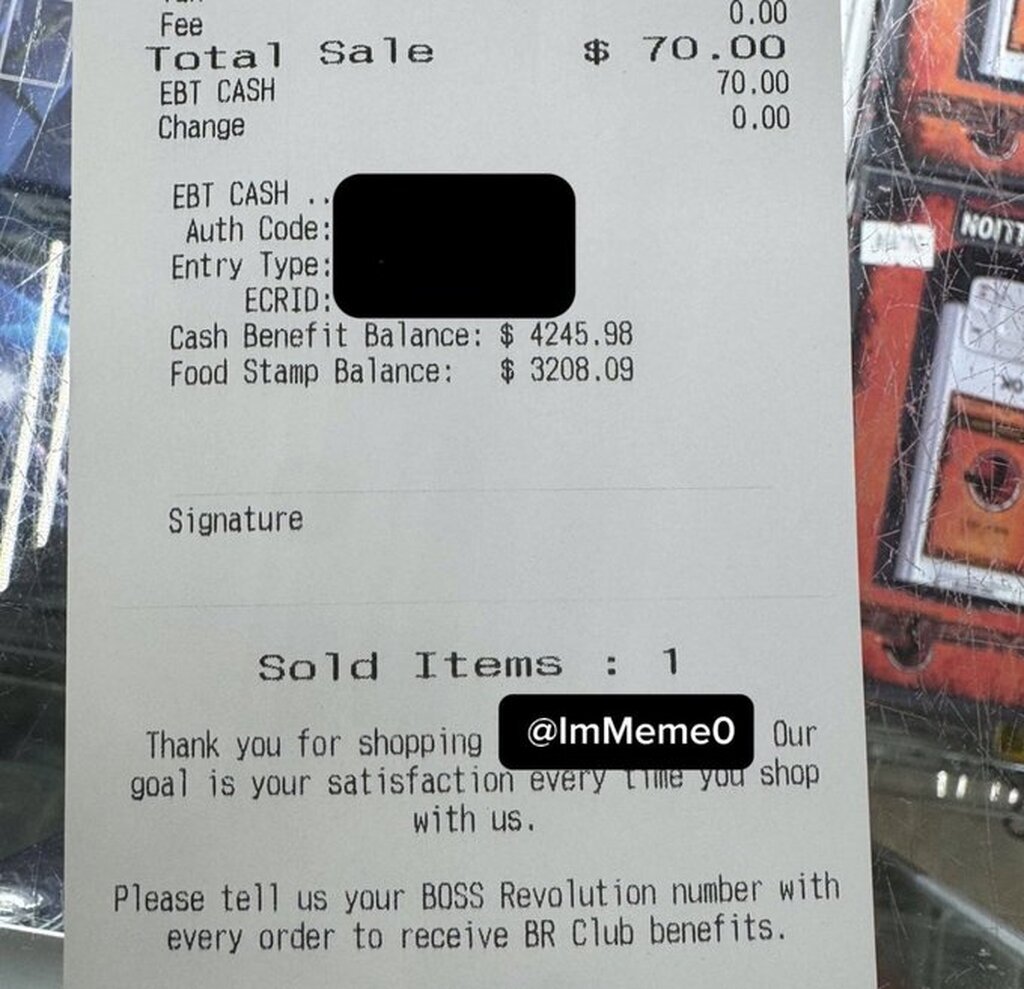 Fee 0.00
Total Sale $ 70.00
EBT CASH 70.00
Change 0.00
EBT CASH ..
Auth Code:
Entry Type:
ECRID:
Cash Benefit Balance: $ 4245.98
Food Stamp Balance: $ 3208.09
Signature
Sold Items : 1
Thank you for shopping @ImMeme0 Our
goal is your satisfaction every time you shop
with us.
Please tell us your BOSS Revolution number with
every order to receive BR Club benefits.